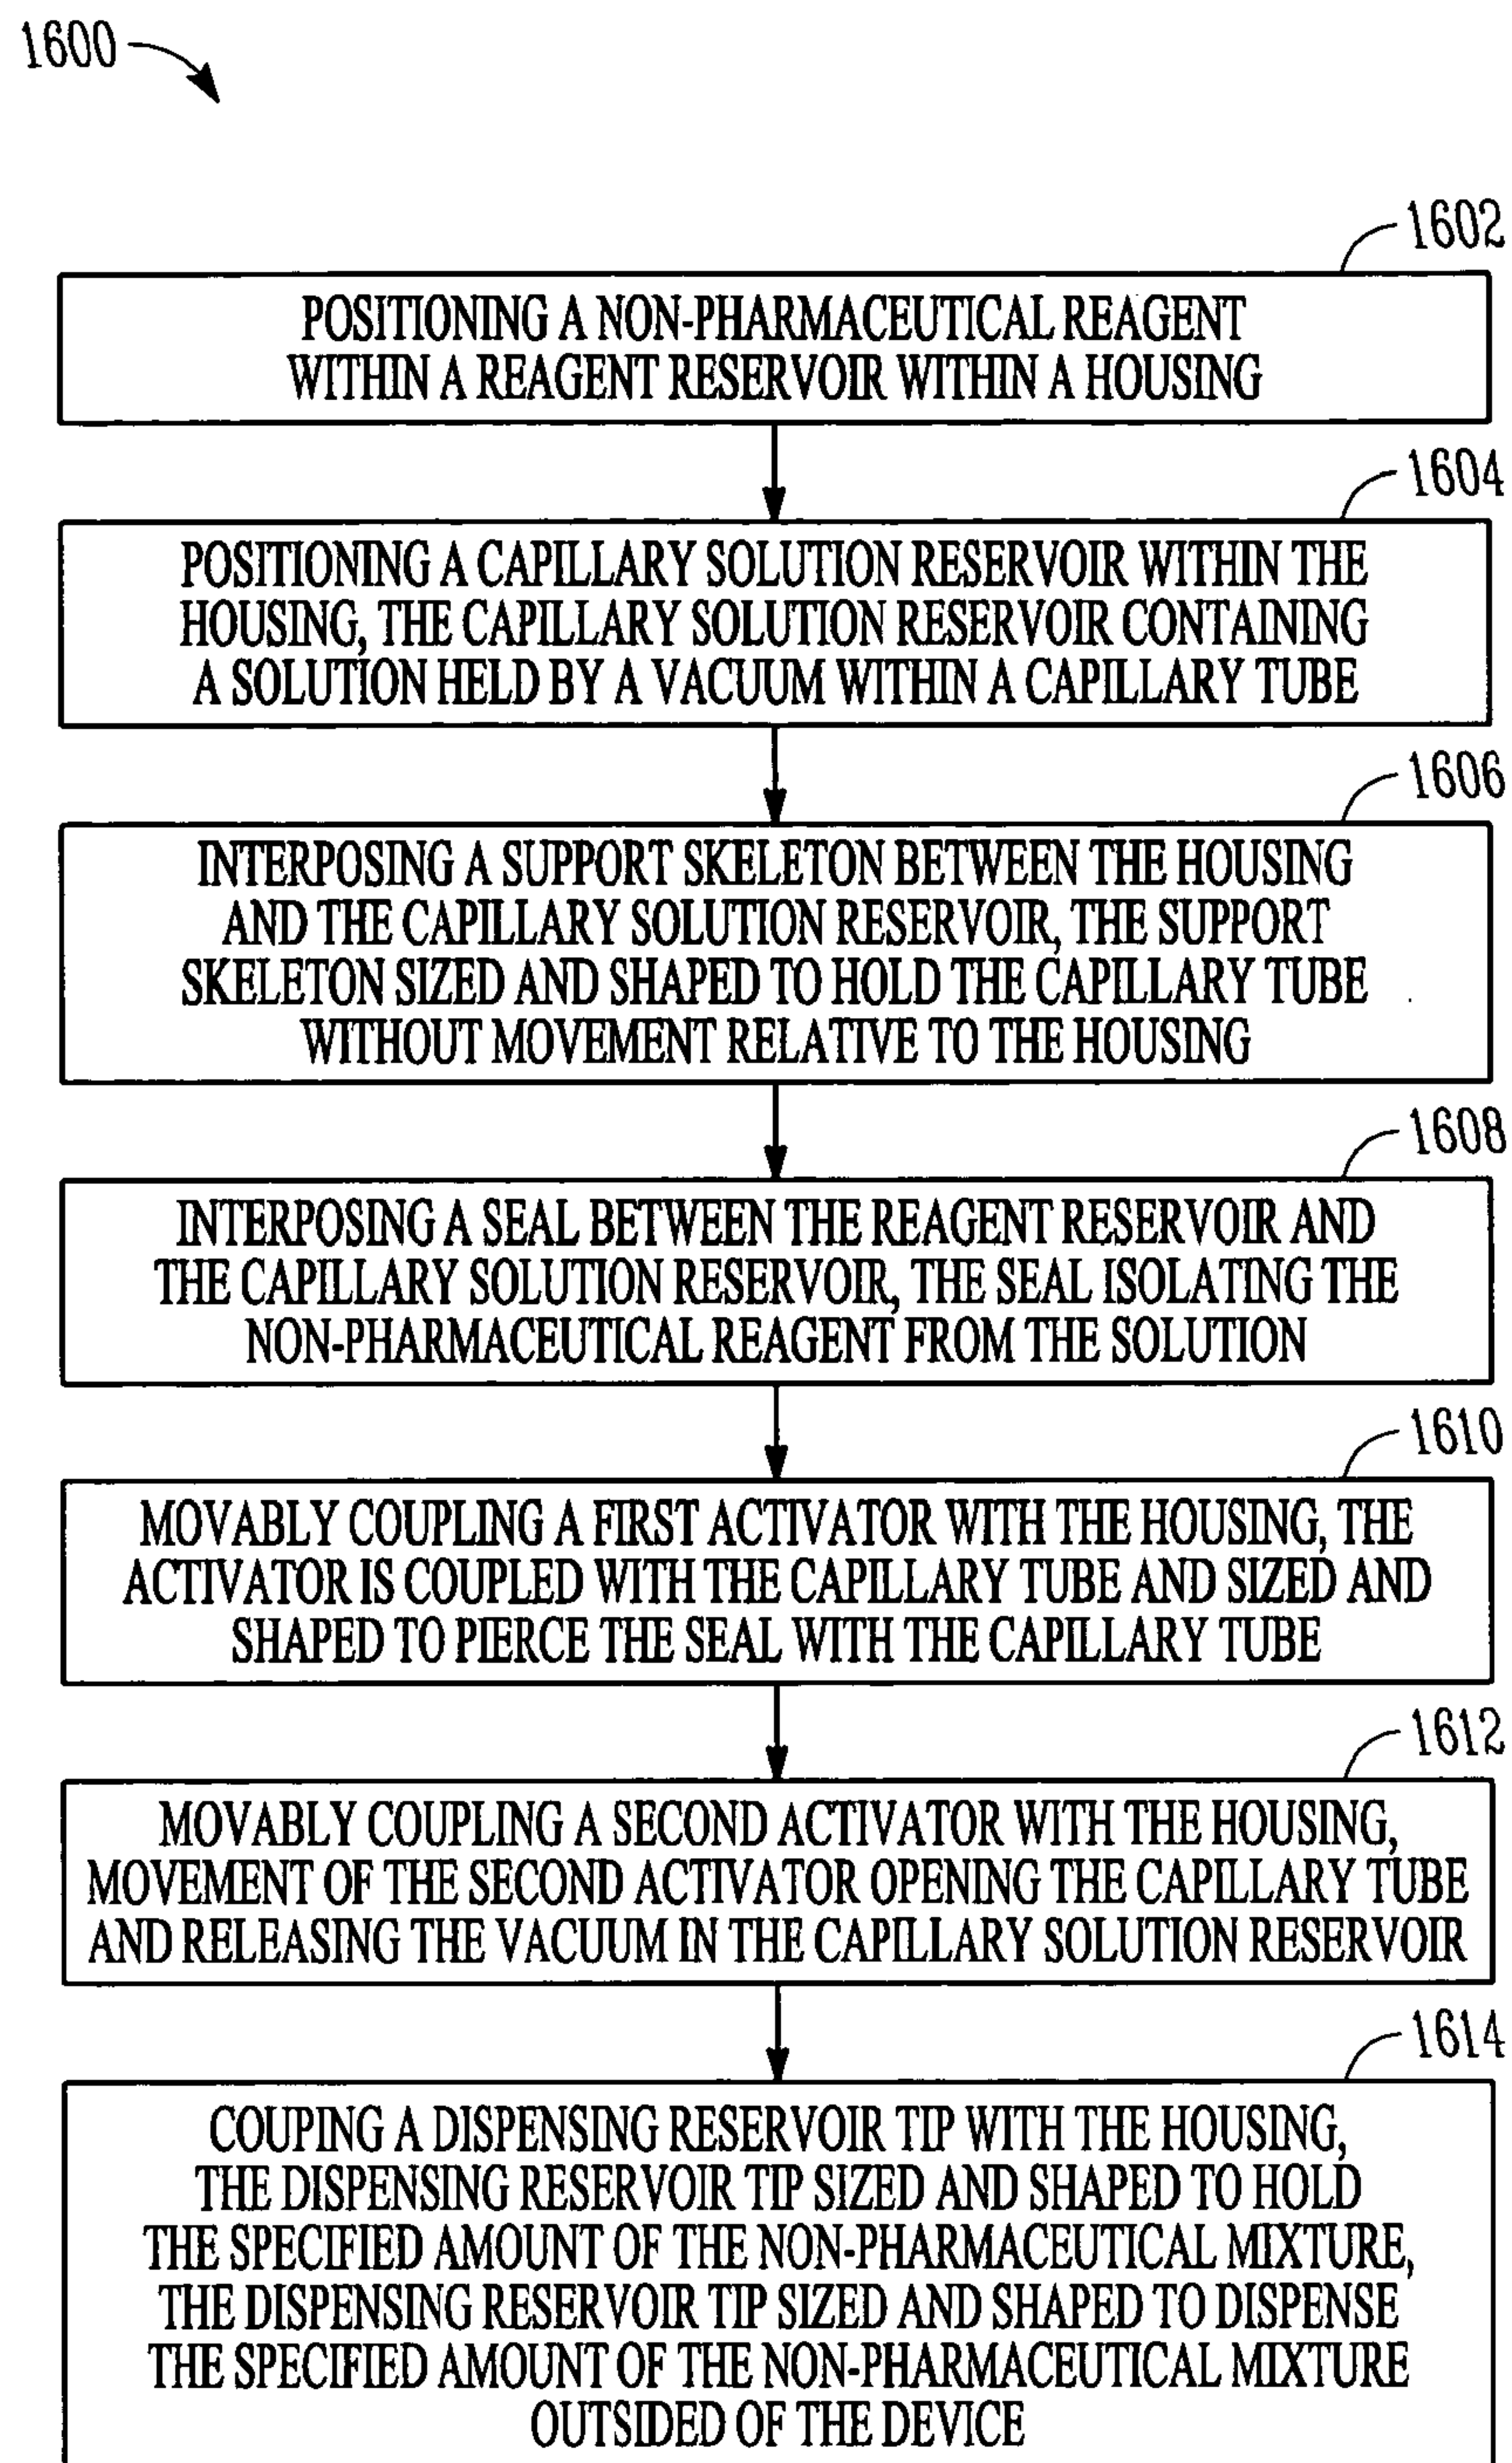 1600
1602
POSITIONING A NON-PHARMACEUTICAL REAGENT
WITHIN A REAGENT RESERVOIR WITHIN A HOUSING
1604
POSITIONING A CAPILLARY SOLUTION RESERVOIR WITHIN THE
HOUSING, THE CAPILLARY SOLUTION RESERVOIR CONTAINING
A SOLUTION HELD BY A VACUUM WITHIN A CAPILLARY TUBE
1606
INTERPOSING A SUPPORT SKELETON BETWEEN THE HOUSING
AND THE CAPILLARY SOLUTION RESERVOIR, THE SUPPORT
SKELETON SIZED AND SHAPED TO HOLD THE CAPILLARY TUBE
WITHOUT MOVEMENT RELATIVE TO THE HOUSING
1608
INTERPOSING A SEAL BETWEEN THE REAGENT RESERVOIR AND
THE CAPILLARY SOLUTION RESERVOIR, THE SEAL ISOLATING THE
NON-PHARMACEUTICAL REAGENT FROM THE SOLUTION
1610
MOVABLY COUPLING A FIRST ACTIVATOR WITH THE HOUSING, THE
ACTIVATOR IS COUPLED WITH THE CAPILLARY TUBE AND SIZED AND
SHAPED TO PIERCE THE SEAL WITH THE CAPILLARY TUBE
1612
MOVABLY COUPLING A SECOND ACTIVATOR WITH THE HOUSING,
MOVEMENT OF THE SECOND ACTIVATOR OPENING THE CAPILLARY TUBE
AND RELEASING THE VACUUM IN THE CAPILLARY SOLUTION RESERVOIR
1614
COUPING A DISPENSING RESERVOIR TIP WITH THE HOUSING,
THE DISPENSING RESERVOIR TIP SIZED AND SHAPED TO HOLD
THE SPECIFIED AMOUNT OF THE NON-PHARMACEUTICAL MIXTURE,
THE DISPENSING RESERVOIR TIP SIZED AND SHAPED TO DISPENSE
THE SPECIFIED AMOUNT OF THE NON-PHARMACEUTICAL MIXTURE
OUTSIDED OF THE DEVICE